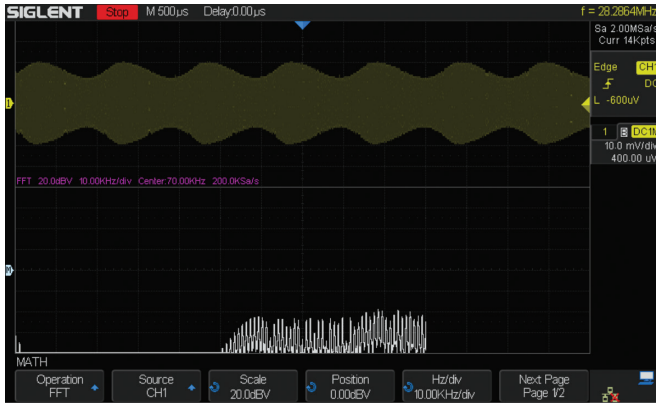 SIGLENT Stop M 500µs Delay:0.00µs f = 28.2864MHz
Sa 2.00MSa/s
Curr 14Kpts
Edge CH1
DC
L -600uV
1 DC1M
10.0 mV/div
400.00 uV
1
FFT 20.0dBV 10.00KHz/div Center:70.00KHz 200.0KSa/s
M
MATH
Operation Source Scale Position Hz/div Next Page
FFT CH1 20.0dBV 0.00dBV 10.00KHz/div Page 1/2